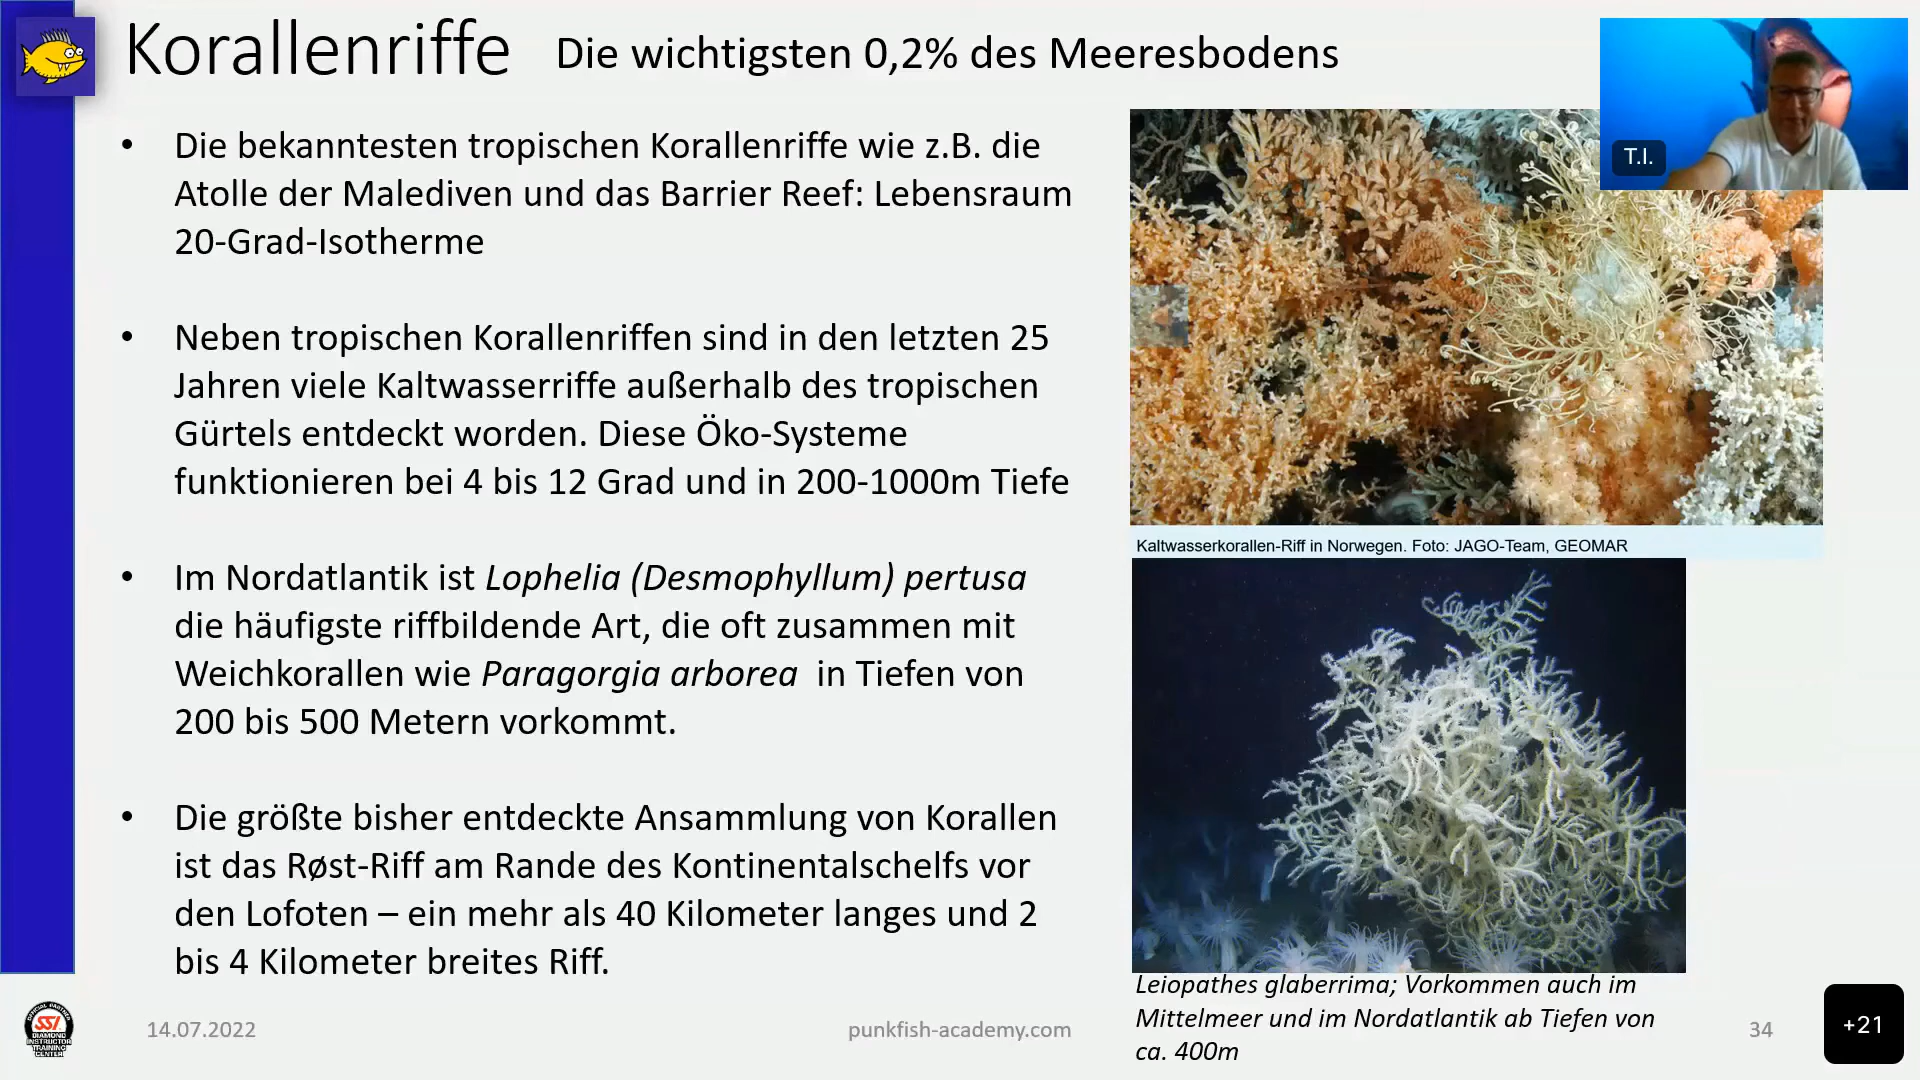 Korallenriffe Die wichtigsten 0,2% des Meeresbodens
T.I.
• Die bekanntesten tropischen Korallenriffe wie z.B. die
Atolle der Malediven und das Barrier Reef: Lebensraum
20-Grad-Isotherme
• Neben tropischen Korallenriffen sind in den letzten 25
Jahren viele Kaltwasserriffe außerhalb des tropischen
Gürtels entdeckt worden. Diese Öko-Systeme
funktionieren bei 4 bis 12 Grad und in 200-1000m Tiefe
• Im Nordatlantik ist Lophelia (Desmophyllum) pertusa
die häufigste riffbildende Art, die oft zusammen mit
Weichkorallen wie Paragorgia arborea in Tiefen von
200 bis 500 Metern vorkommt.
• Die größte bisher entdeckte Ansammlung von Korallen
ist das Røst-Riff am Rande des Kontinentalschelfs vor
den Lofoten – ein mehr als 40 Kilometer langes und 2
bis 4 Kilometer breites Riff.
Kaltwasserkorallen-Riff in Norwegen. Foto: JAGO-Team, GEOMAR
Leiopathes glaberrima; Vorkommen auch im
Mittelmeer und im Nordatlantik ab Tiefen von
ca. 400m
SSI
DIAMOND
INSTRUCTOR
TRAINING
CENTER
14.07.2022
punkfish-academy.com
34
+21